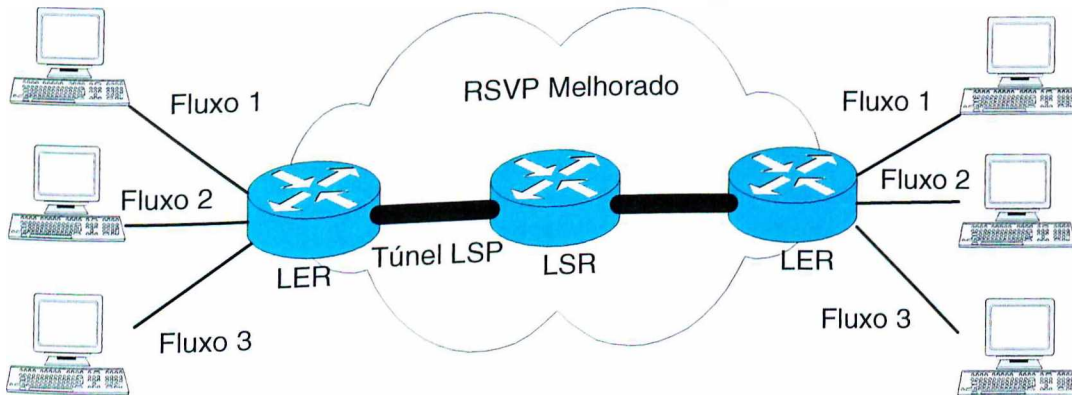 RSVP Melhorado
Fluxo 1
Fluxo 1
Fluxo 2
Fluxo 2
Túnel LSP
LER
LSR
LER
Fluxo 3
Fluxo 3